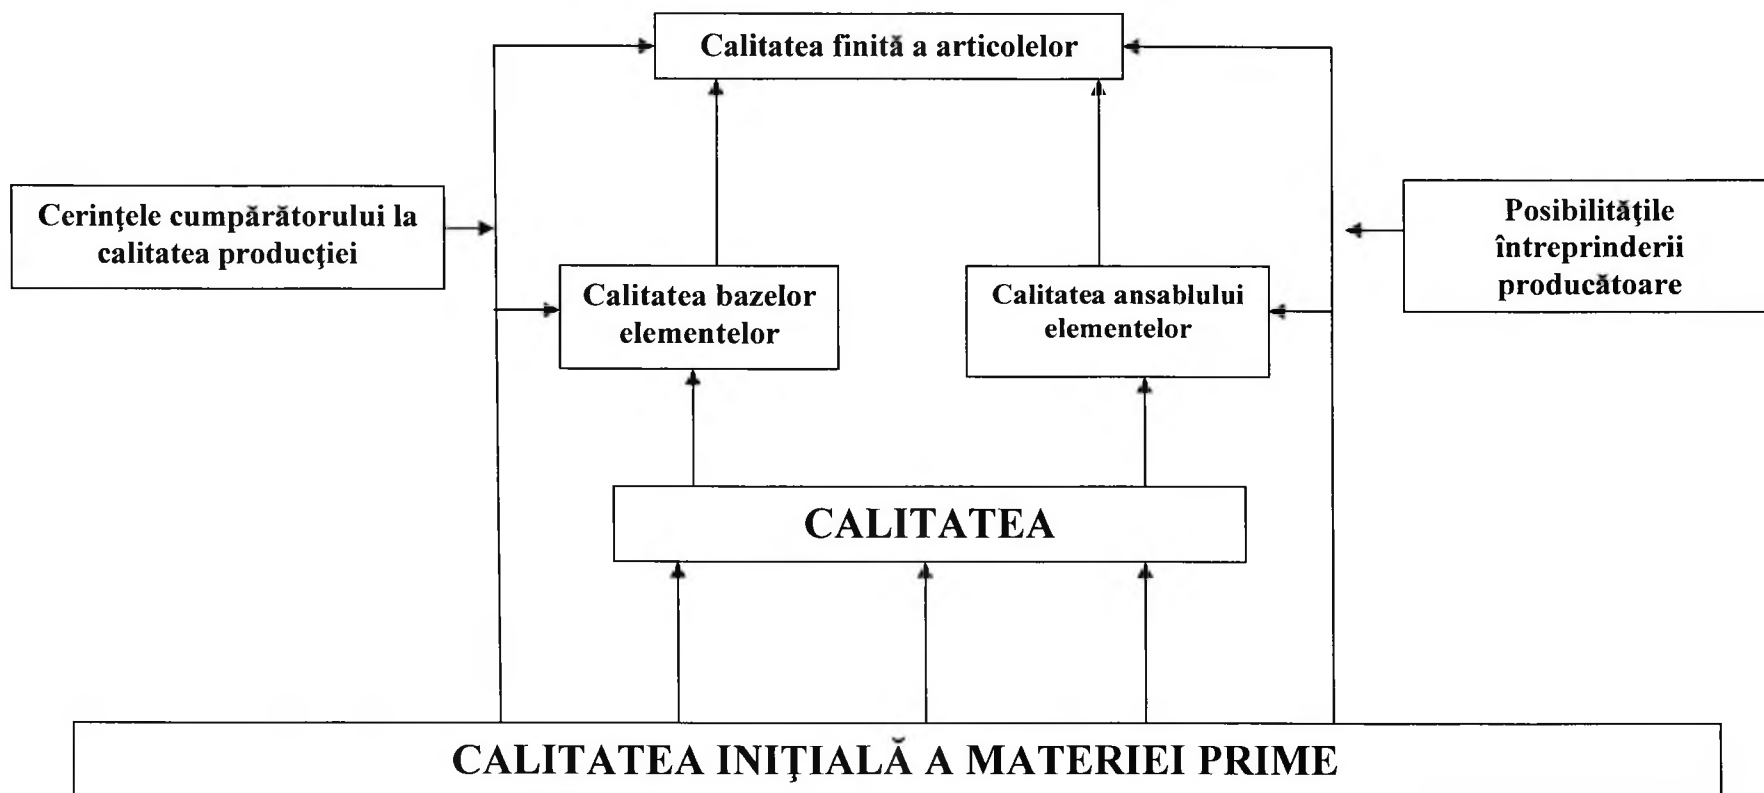 Calitatea finită a articolelor
Cerinţele cumpărătorului la
calitatea producţiei
Posibilităţile
întreprinderii
producătoare
Calitatea bazelor
elementelor
Calitatea ansablului
elementelor
CALITATEA
CALITATEA INIŢIALĂ A MATERIEI PRIME